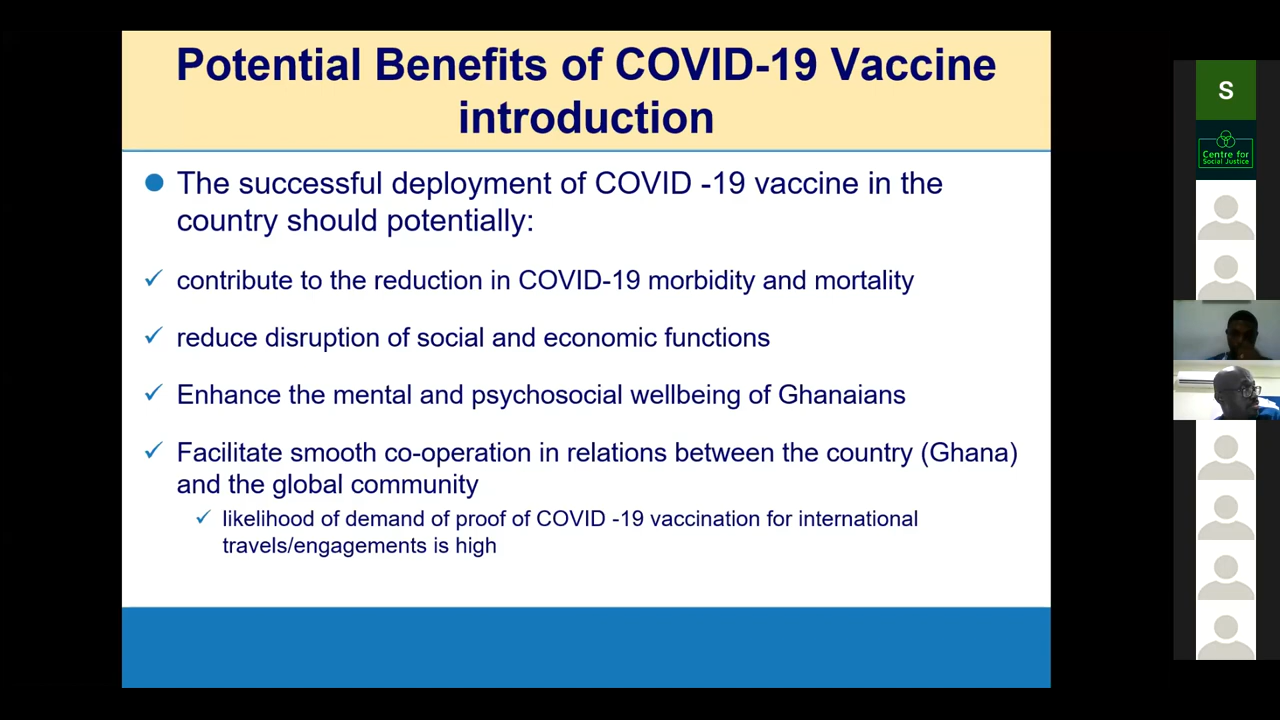 Potential Benefits of COVID-19 Vaccine
introduction
The successful deployment of COVID -19 vaccine in the
country should potentially:
contribute to the reduction in COVID-19 morbidity and mortality
reduce disruption of social and economic functions
Enhance the mental and psychosocial wellbeing of Ghanaians
Facilitate smooth co-operation in relations between the country (Ghana)
and the global community
likelihood of demand of proof of COVID -19 vaccination for international
travels/engagements is high
S
Centre for
Social Justice